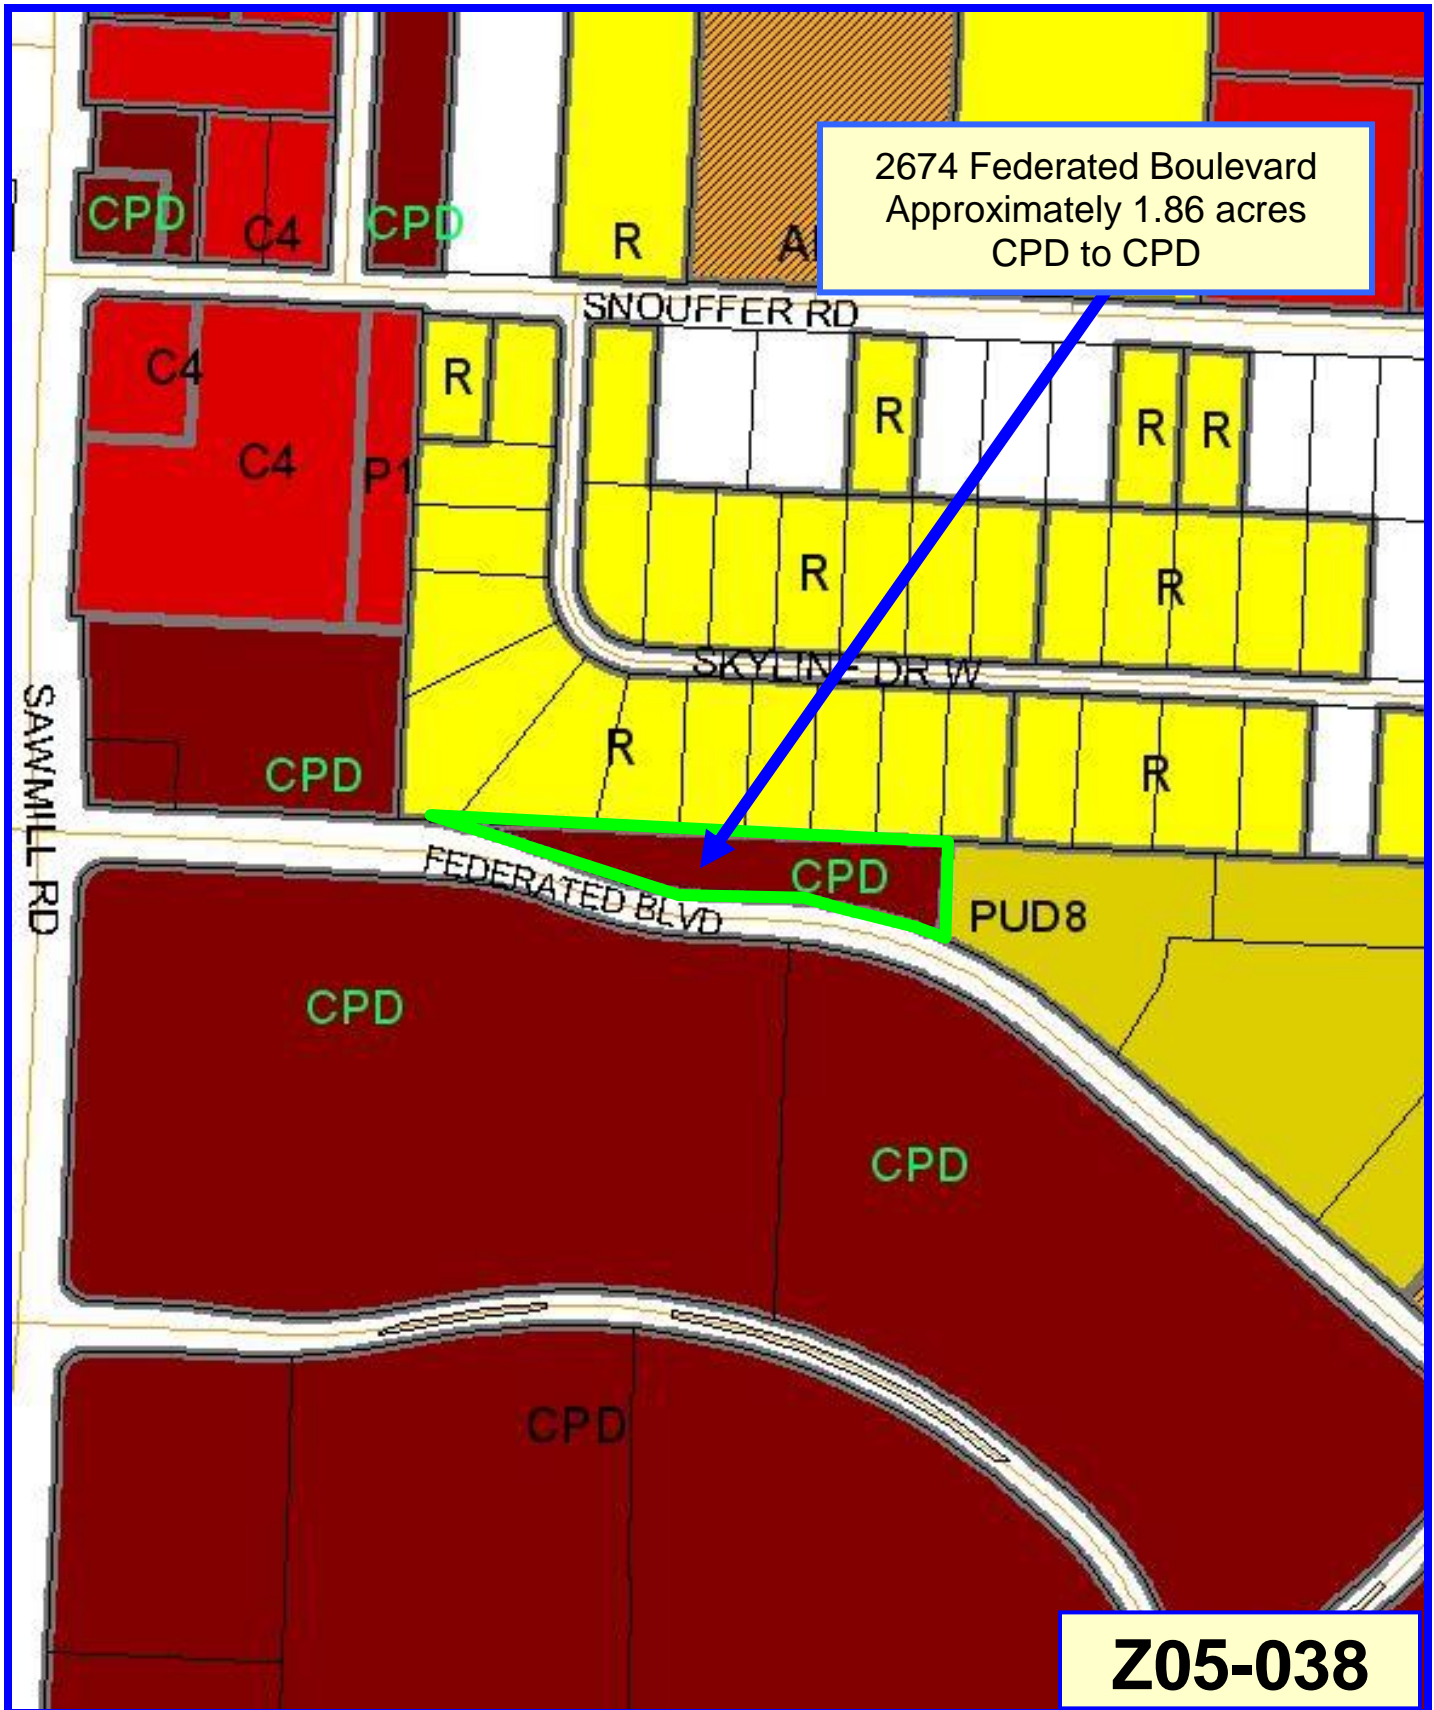 2674 Federated Boulevard
Approximately 1.86 acres
CPD to CPD
CPD
C4
CPD
R
SNOUFFER RD
C4
R
R
R
R
C4
P1
R
R
SKYLINE DR W
SAWMILL RD
R
CPD
R
FEDERATED BLVD
CPD
PUD8
CPD
CPD
CPD
Z05-038